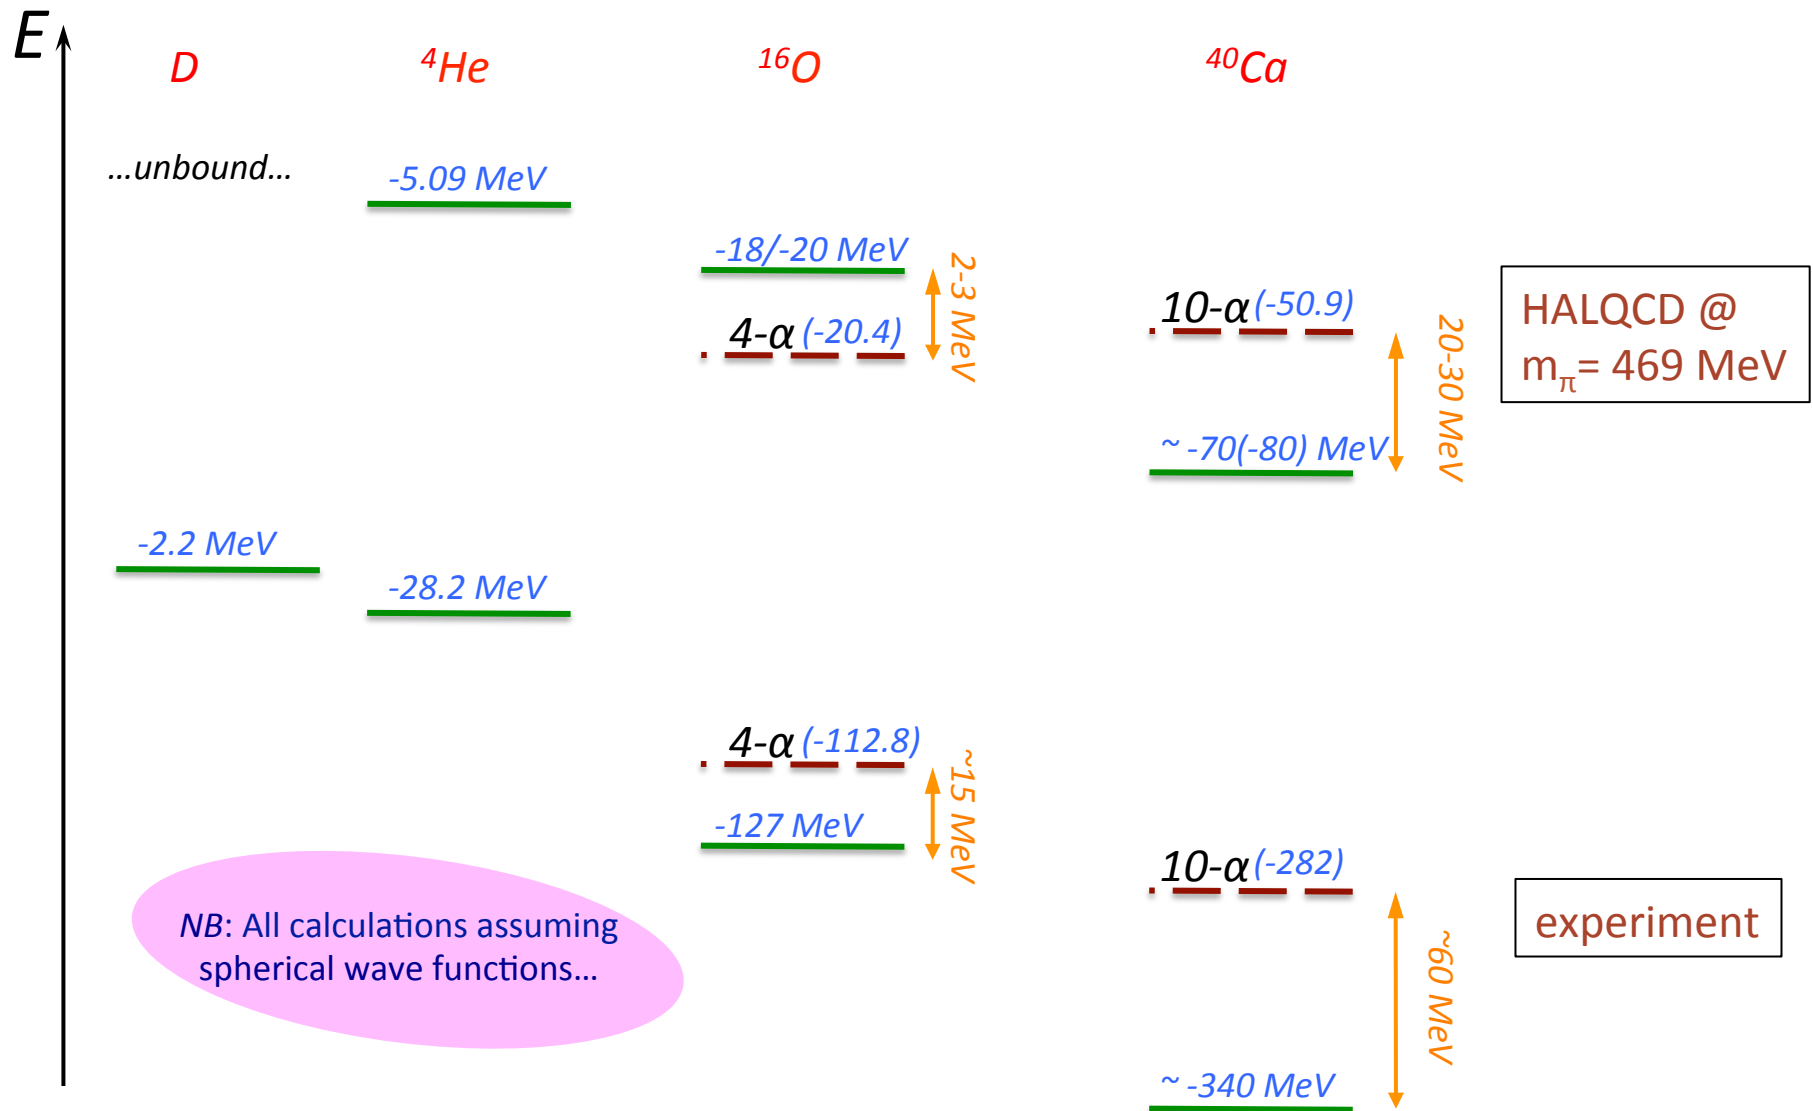 E
D
⁴He
¹⁶O
⁴⁰Ca
...unbound...
-5.09 MeV
-18/-20 MeV
4-α (-20.4)
2-3 MeV
10-α (-50.9)
~ -70(-80) MeV
20-30 MeV
HALQCD @
mπ= 469 MeV
-2.2 MeV
-28.2 MeV
4-α (-112.8)
-127 MeV
~15 MeV
10-α (-282)
~ -340 MeV
~60 MeV
experiment
NB: All calculations assuming
spherical wave functions...